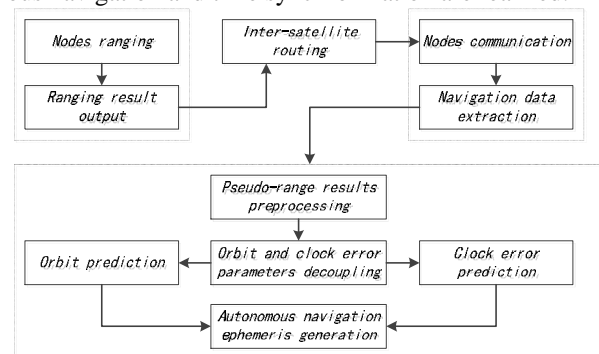 Nodes ranging
Ranging result
output
Inter-satellite
routing
Nodes communication
Navigation data
extraction
Pseudo-range results
preprocessing
Orbit prediction
Orbit and clock error
parameters decoupling
Clock error
prediction
Autonomous navigation
ephemeris generation